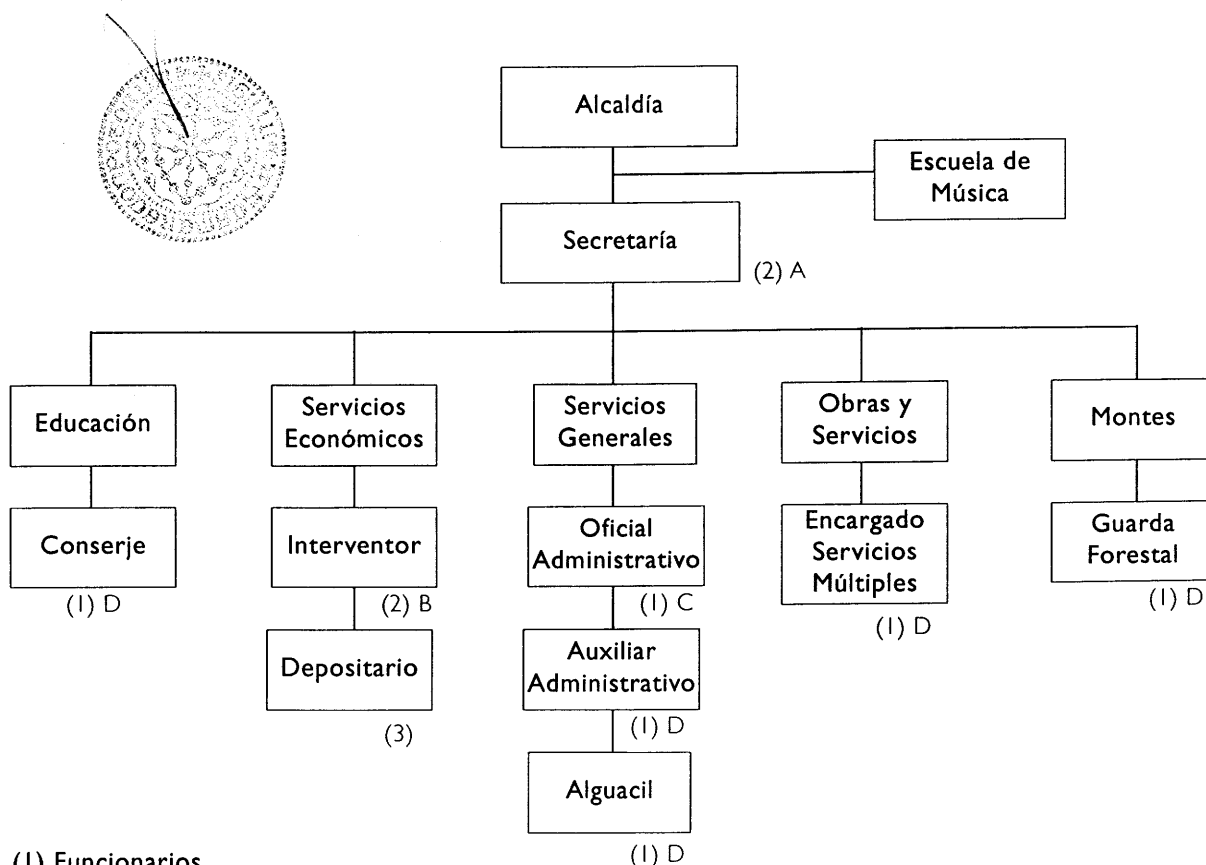 Alcaldía
Escuela de
Música
Secretaría
(2) A
Educación
Servicios
Económicos
Servicios
Generales
Obras y
Servicios
Montes
Conserje
(1) D
Interventor
(2) B
Oficial
Administrativo
(1) C
Encargado
Servicios
Múltiples
(1) D
Guarda
Forestal
(1) D
Depositario
(3)
Auxiliar
Administrativo
(1) D
Alguacil
(1) D
(1) Funcionarios